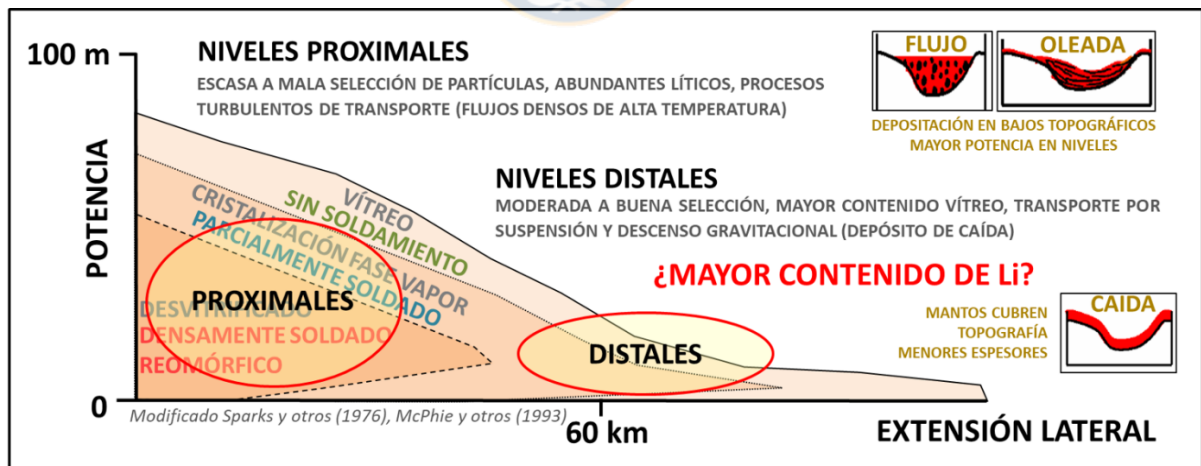 100 m
POTENCIA
0
NIVELES PROXIMALES
ESCASA A MALA SELECCIÓN DE PARTÍCULAS, ABUNDANTES LÍTICOS, PROCESOS
TURBULENTOS DE TRANSPORTE (FLUJOS DENSOS DE ALTA TEMPERATURA)
FLUJO
OLEADA
DEPOSITACIÓN EN BAJOS TOPOGRÁFICOS
MAYOR POTENCIA EN NIVELES
NIVELES DISTALES
MODERADA A BUENA SELECCIÓN, MAYOR CONTENIDO VÍTREO, TRANSPORTE POR
SUSPENSIÓN Y DESCENSO GRAVITACIONAL (DEPÓSITO DE CAÍDA)
¿MAYOR CONTENIDO DE Li?
VÍTREO
SIN SOLDAMIENTO
CRISTALIZACIÓN FASE VAPOR
PARCIALMENTE SOLDADO
PROXIMALES
DESVITRIFICADO
DENSAMENTE SOLDADO
REOMÓRFICO
DISTALES
MANTOS CUBREN
TOPOGRAFÍA
MENORES ESPESORES
CAIDA
Modificado Sparks y otros (1976), McPhie y otros (1993)
60 km
EXTENSIÓN LATERAL